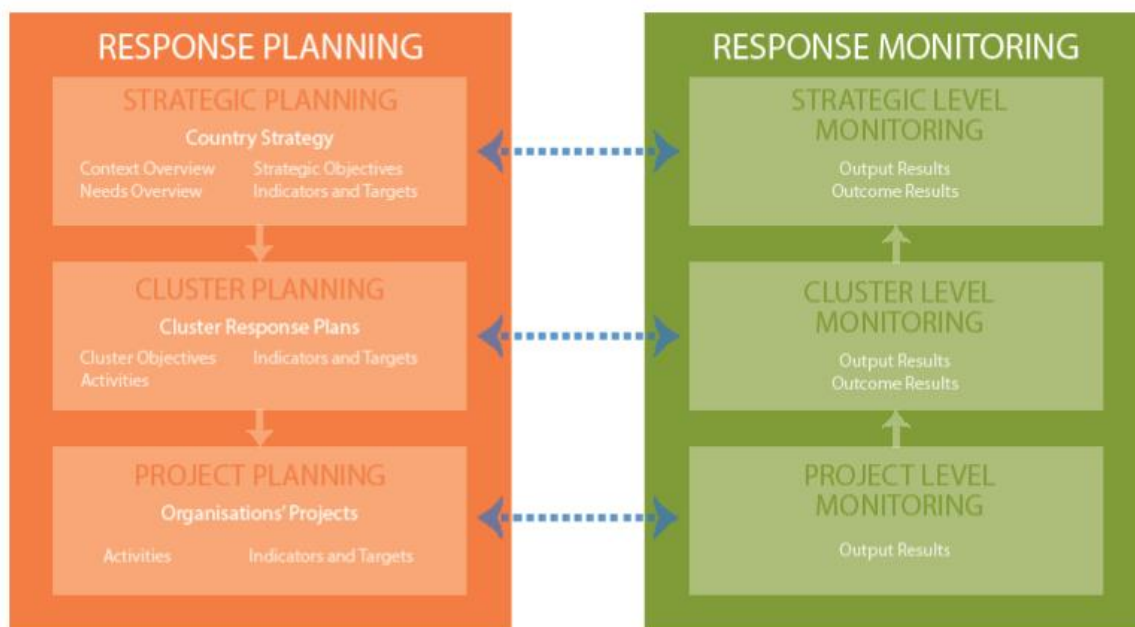 RESPONSE PLANNING
STRATEGIC PLANNING
Country Strategy
Context Overview Strategic Objectives
Needs Overview Indicators and Targets
CLUSTER PLANNING
Cluster Response Plans
Cluster Objectives Indicators and Targets
Activities
PROJECT PLANNING
Organisations' Projects
Activities Indicators and Targets
RESPONSE MONITORING
STRATEGIC LEVEL
MONITORING
Output Results
Outcome Results
CLUSTER LEVEL
MONITORING
Output Results
Outcome Results
PROJECT LEVEL
MONITORING
Output Results